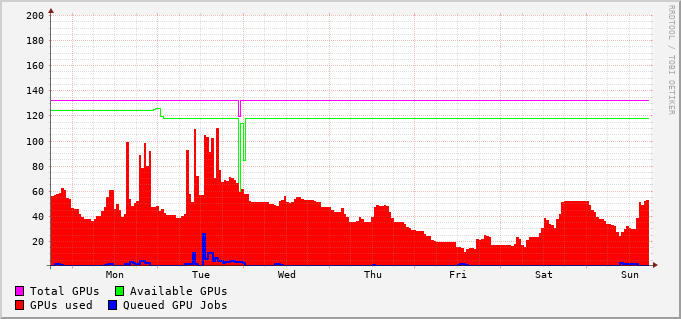 200
180
160
140
120
100
80
60
40
20
Mon Tue Wed Thu Fri Sat Sun
Total GPUs Available GPUs
GPUs used Queued GPU Jobs
RRDTOOL / TOBI OETIKER